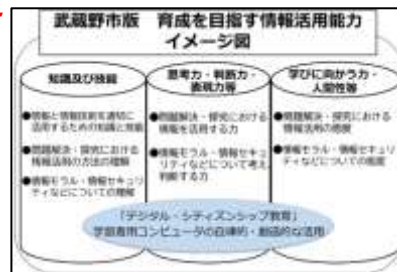 武蔵野市版　育成を目指す情報活用能力
イメージ図
知識及び技能
●情報と情報技術を適切に
活用するための知識と技能
●問題解決・探究における
情報活用の方法の理解
●情報モラル・情報セキュリ
ティなどについての理解
思考力・判断力・
表現力等
●問題解決・探究における
情報を活用する力
●情報モラル・情報セキュ
リティなどについて考え
判断する力
学びに向かう力・
人間性等
●問題解決・探究における
情報活用の態度
●情報モラル・情報セキュリ
ティなどについての態度
「デジタル・シティズンシップ教育」
学習者用コンピュータの自律的・創造的な活用